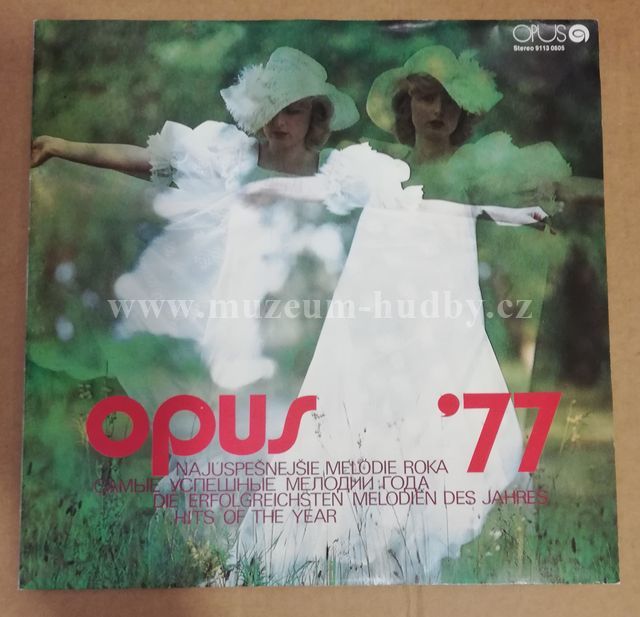 OPUS
Stereo 9113 0605
www.muzeum-hudby.cz
opus '77
NAJÚSPEŠNEJŠIE MELÓDIE ROKA
САМЫЕ УСПЕШНЫЕ МЕЛОДИИ ГОДА
DIE ERFOLGREICHSTEN MELODIEN DES JAHRES
HITS OF THE YEAR